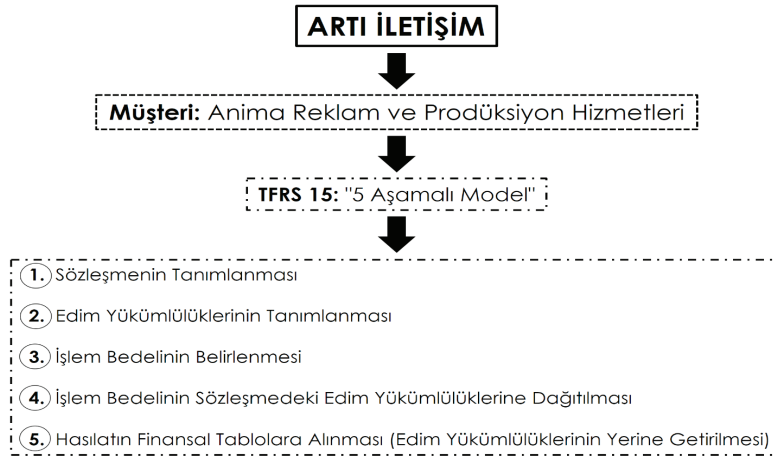 ARTI İLETİŞİM
Müşteri: Anima Reklam ve Prodüksiyon Hizmetleri
TFRS 15: "5 Aşamalı Model"
1. Sözleşmenin Tanımlanması
2. Edim Yükümlülüklerinin Tanımlanması
3. İşlem Bedelinin Belirlenmesi
4. İşlem Bedelinin Sözleşmedeki Edim Yükümlülüklerine Dağıtılması
5. Hasılatın Finansal Tablolara Alınması (Edim Yükümlülüklerinin Yerine Getirilmesi)